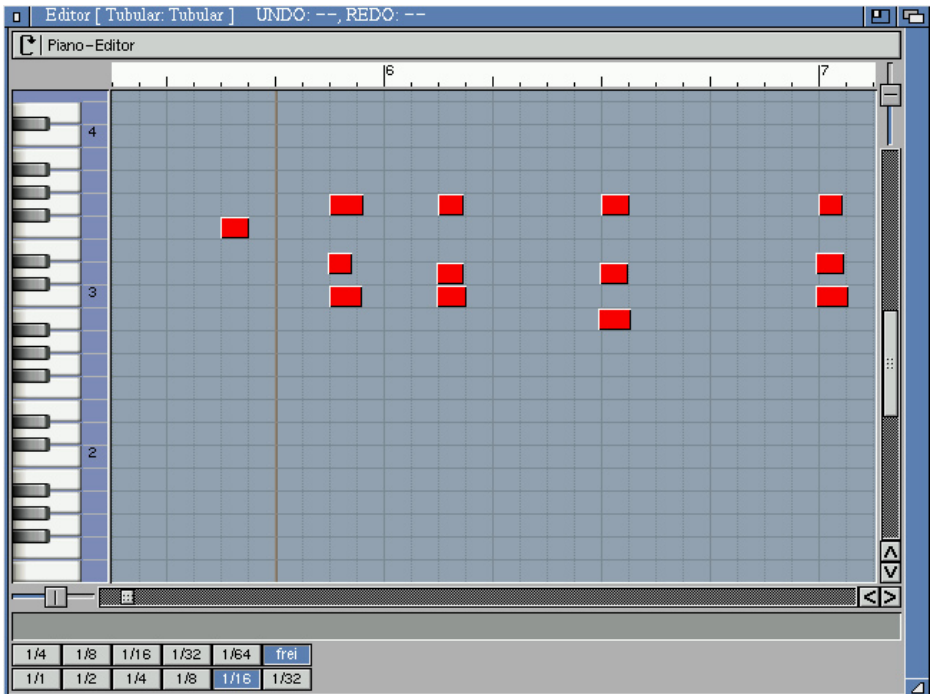 Editor [ Tubular: Tubular ] UNDO: --, REDO: --
Piano-Editor
6 7
4
3
2
< >
1/4 1/8 1/16 1/32 1/64 frei
1/1 1/2 1/4 1/8 1/16 1/32